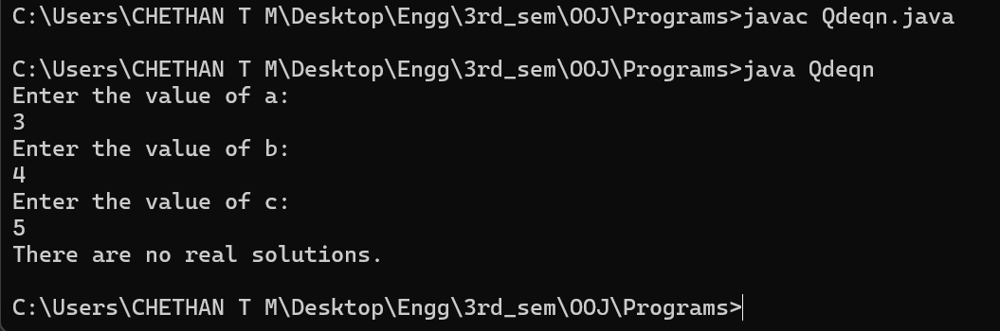 C:\Users\CHETHAN T M\Desktop\Engg\3rd_sem\OOJ\Programs>javac Qdeqn.java
C:\Users\CHETHAN T M\Desktop\Engg\3rd_sem\OOJ\Programs>java Qdeqn
Enter the value of a:
3
Enter the value of b:
4
Enter the value of c:
5
There are no real solutions.
C:\Users\CHETHAN T M\Desktop\Engg\3rd_sem\OOJ\Programs>